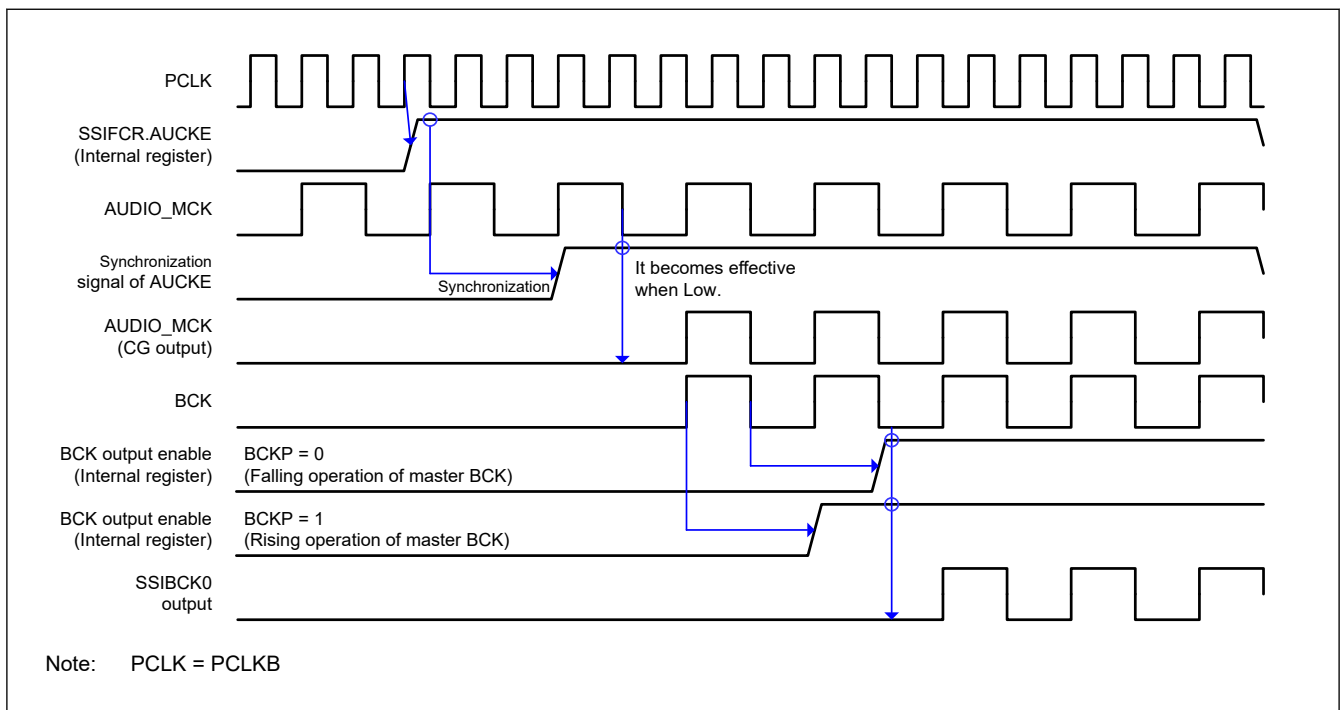 PCLK
SSIFCR.AUCKE
(Internal register)
AUDIO_MCK
Synchronization
signal of AUCKE
Synchronization
It becomes effective
when Low.
AUDIO_MCK
(CG output)
BCK
BCK output enable
(Internal register)
BCKP = 0
(Falling operation of master BCK)
BCK output enable
(Internal register)
BCKP = 1
(Rising operation of master BCK)
SSIBCK0
output
Note: PCLK = PCLKB